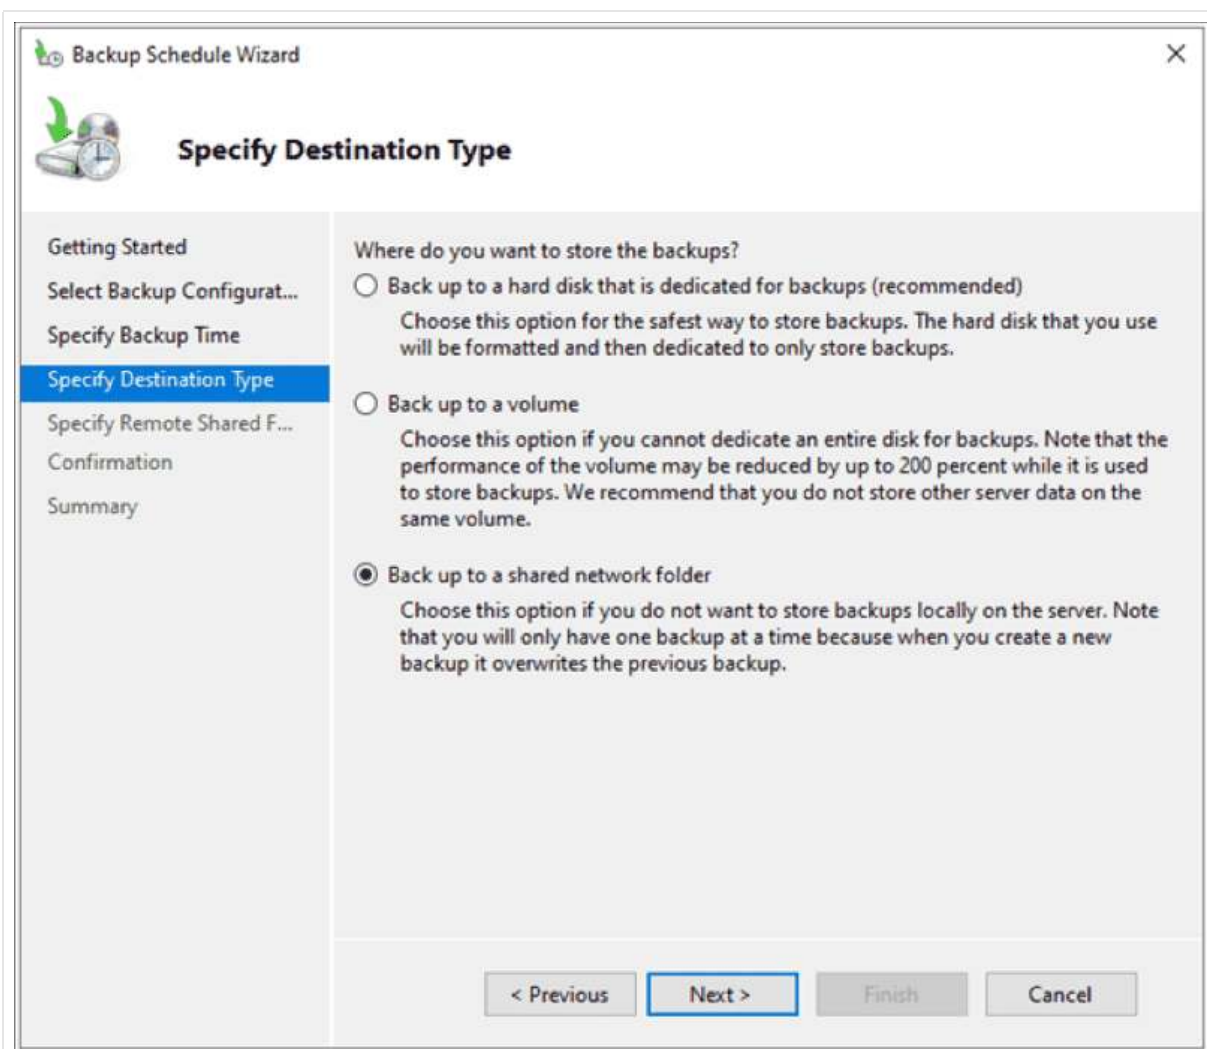 Backup Schedule Wizard
Specify Destination Type
Getting Started
Select Backup Configurat...
Specify Backup Time
Specify Destination Type
Specify Remote Shared F...
Confirmation
Summary
Where do you want to store the backups?
Back up to a hard disk that is dedicated for backups (recommended)
Choose this option for the safest way to store backups. The hard disk that you use
will be formatted and then dedicated to only store backups.
Back up to a volume
Choose this option if you cannot dedicate an entire disk for backups. Note that the
performance of the volume may be reduced by up to 200 percent while it is used
to store backups. We recommend that you do not store other server data on the
same volume.
Back up to a shared network folder
Choose this option if you do not want to store backups locally on the server. Note
that you will only have one backup at a time because when you create a new
backup it overwrites the previous backup.
< Previous
Next >
Finish
Cancel